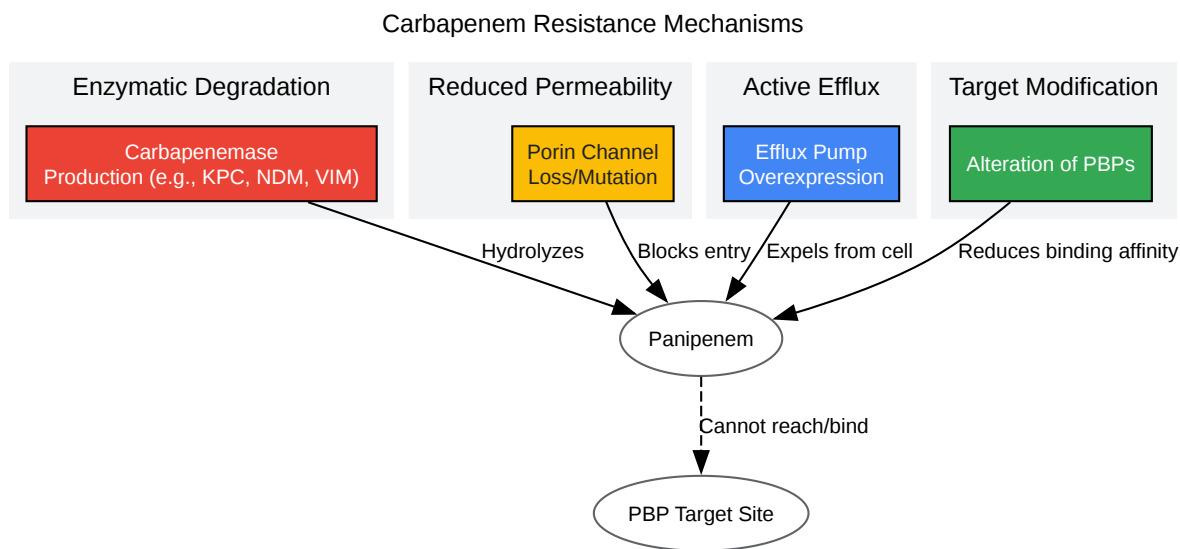 Carbapenem Resistance Mechanisms
Enzymatic Degradation
Reduced Permeability
Active Efflux
Target Modification
Carbapenemase
Production (e.g., KPC, NDM, VIM)
Porin Channel
Loss/Mutation
Efflux Pump
Overexpression
Alteration of PBPs
Hydrolyzes
Blocks entry
Expels from cell
Reduces binding affinity
Panipenem
Cannot reach/bind
PBP Target Site